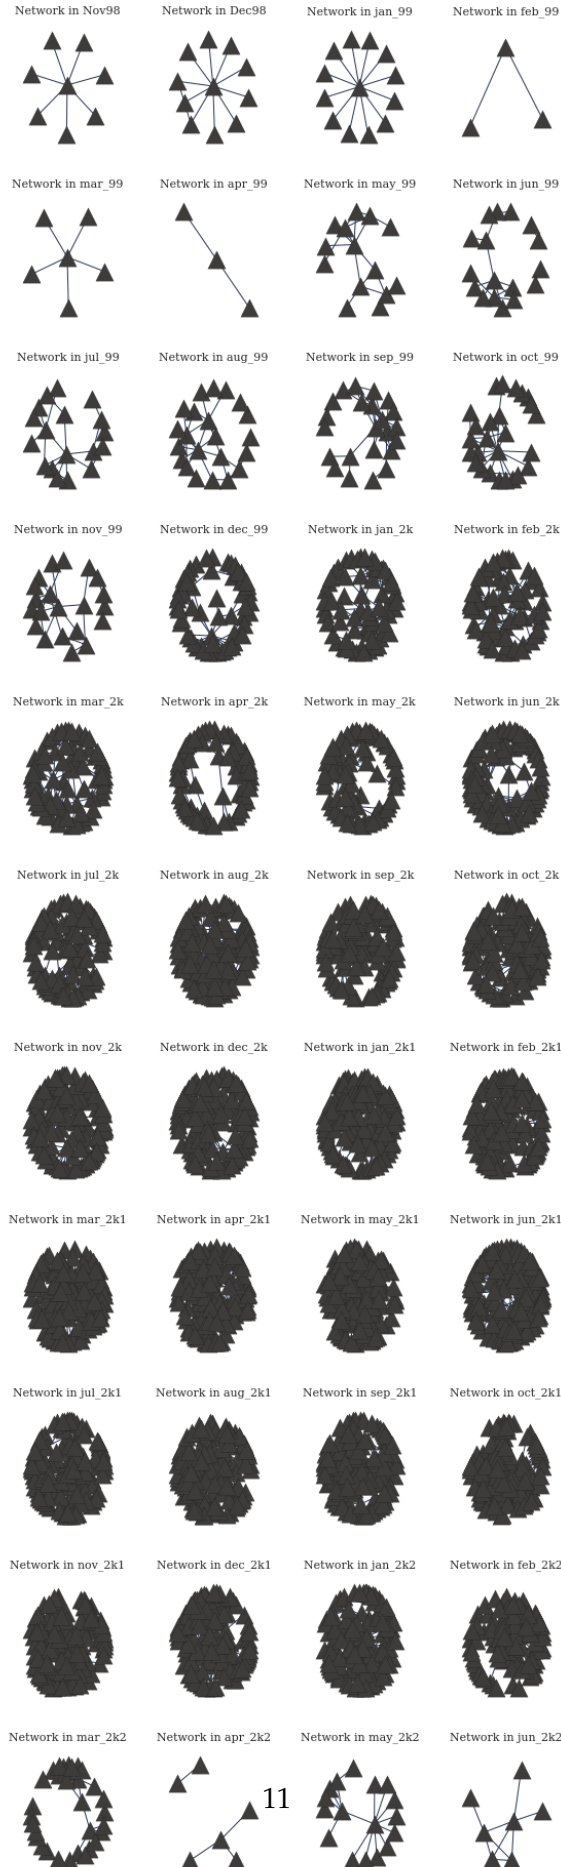 Network in Nov98 Network in Dec98 Network in jan_99 Network in feb_99
Network in mar_99 Network in apr_99 Network in may_99 Network in jun_99
Network in jul_99 Network in aug_99 Network in sep_99 Network in oct_99
Network in nov_99 Network in dec_99 Network in jan_2k Network in feb_2k
Network in mar_2k Network in apr_2k Network in may_2k Network in jun_2k
Network in jul_2k Network in aug_2k Network in sep_2k Network in oct_2k
Network in nov_2k Network in dec_2k Network in jan_2k1 Network in feb_2k1
Network in mar_2k1 Network in apr_2k1 Network in may_2k1 Network in jun_2k1
Network in jul_2k1 Network in aug_2k1 Network in sep_2k1 Network in oct_2k1
Network in nov_2k1 Network in dec_2k1 Network in jan_2k2 Network in feb_2k2
Network in mar_2k2 Network in apr_2k2 Network in may_2k2 Network in jun_2k2
11